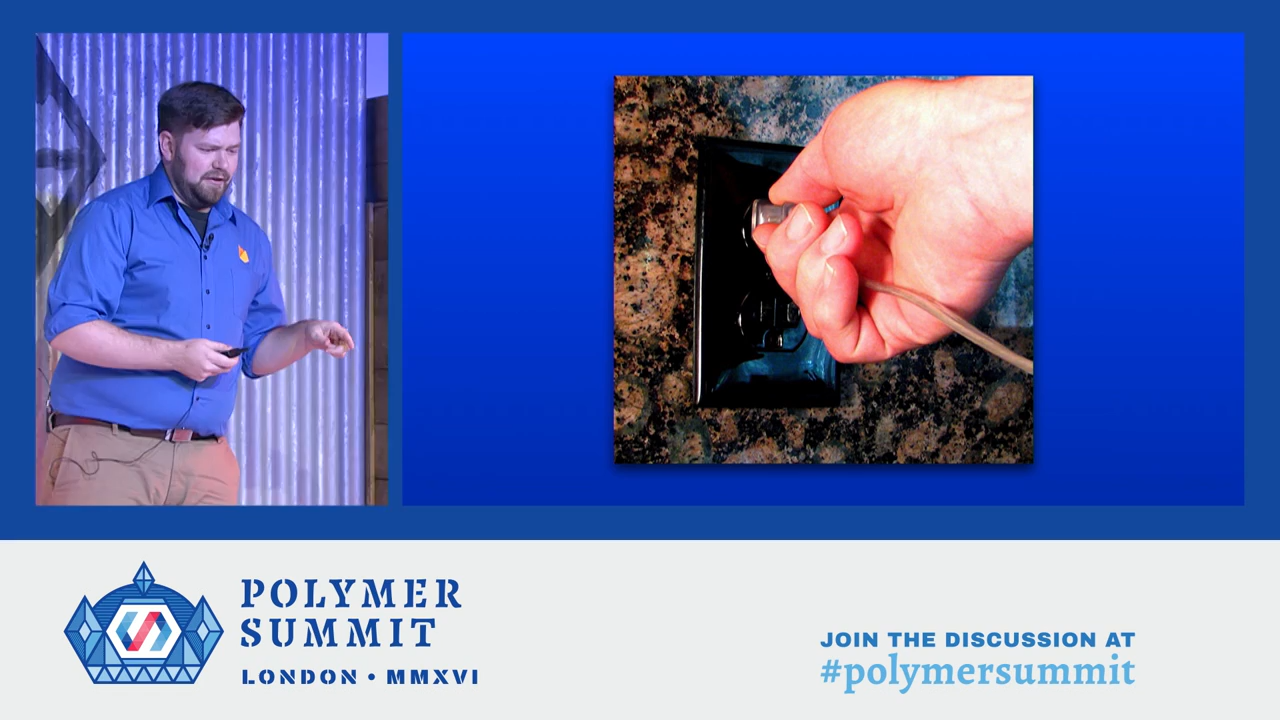 POLYMER
SUMMIT
LONDON • MMXVI
JOIN THE DISCUSSION AT
#polymersummit